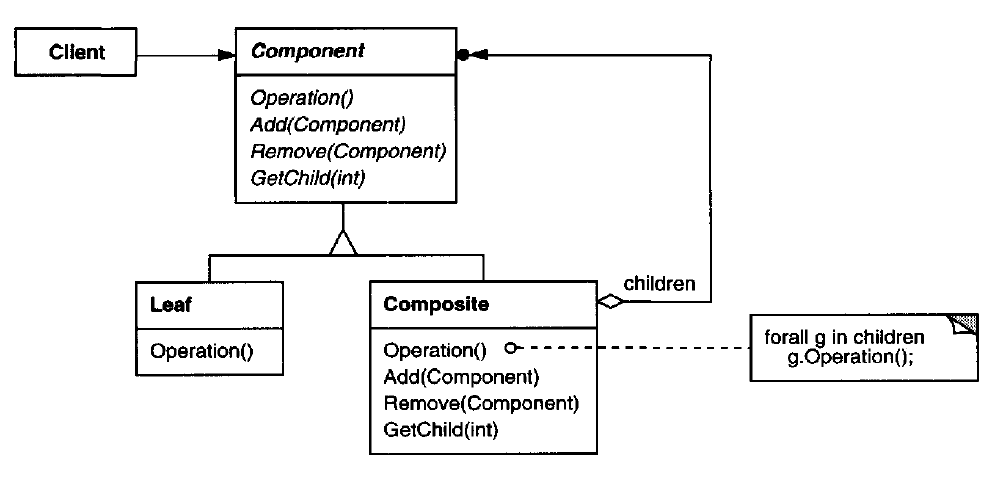 Client
Component
Operation()
Add(Component)
Remove(Component)
GetChild(int)
children
Leaf
Operation()
Composite
Operation()
Add(Component)
Remove(Component)
GetChild(int)
forall g in children
g.Operation();